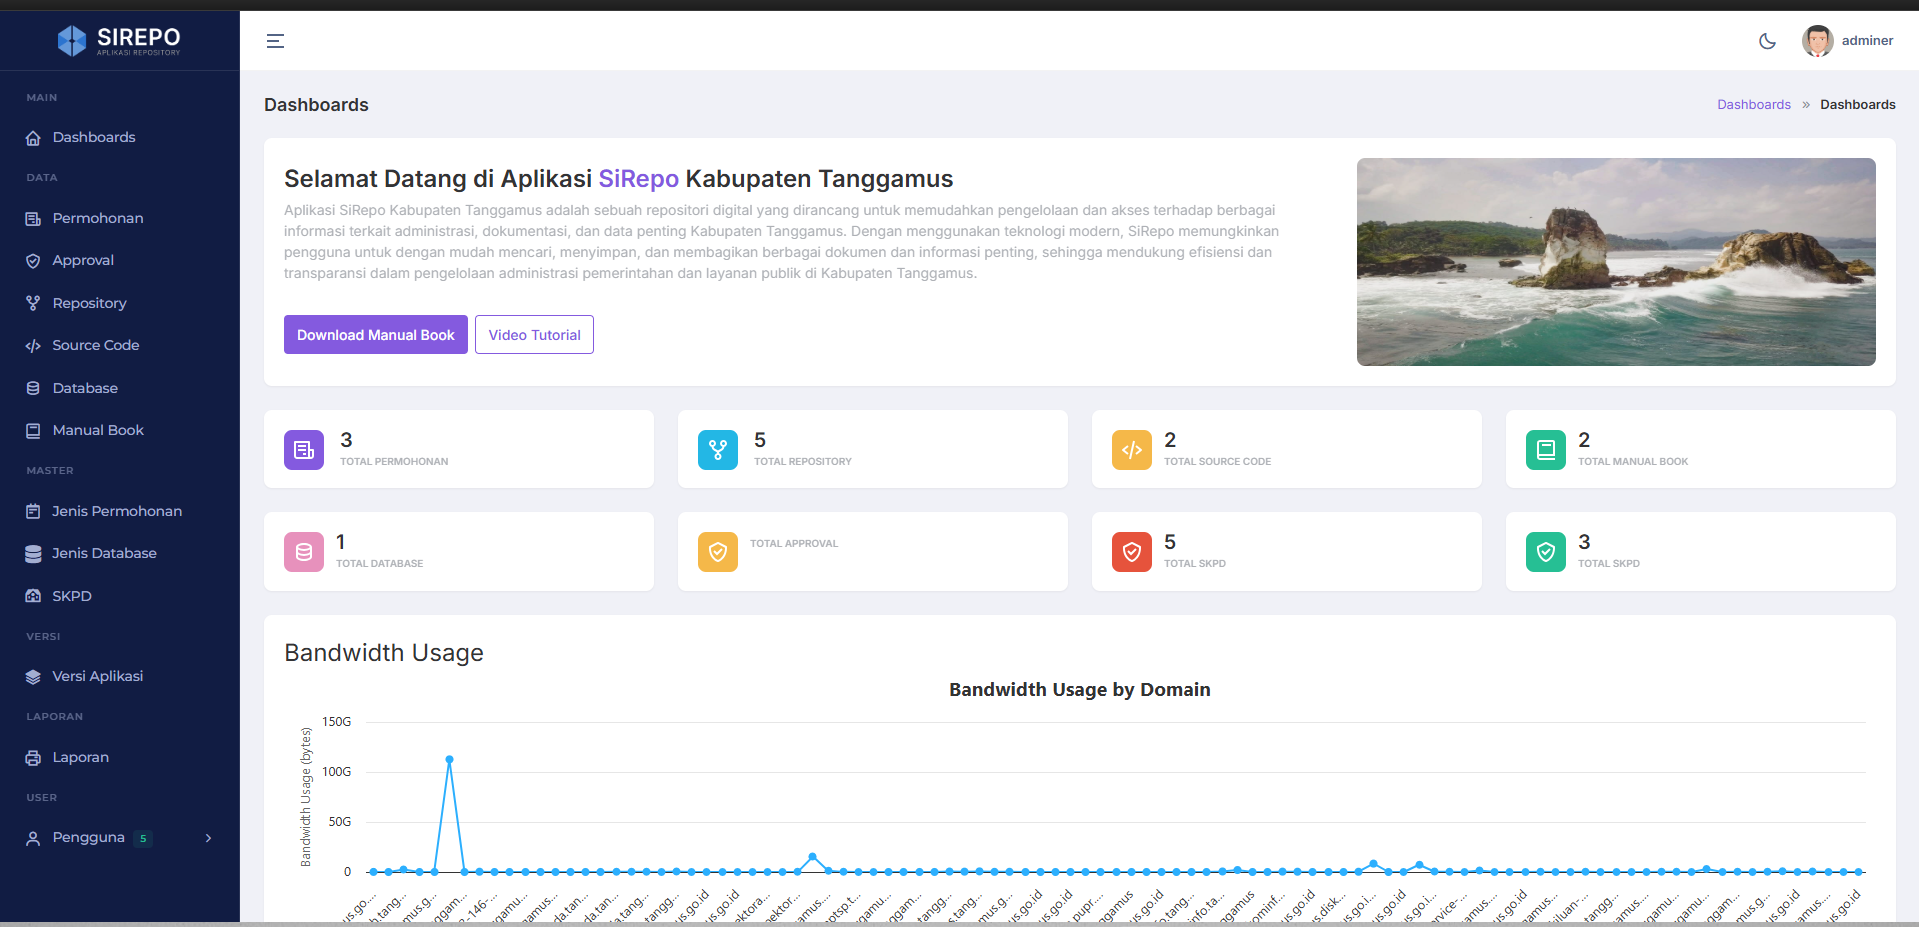 SIREPO
APLIKASI REPOSITORY
adminer
MAIN
Dashboards
DATA
Permohonan
Approval
Repository
Source Code
Database
Manual Book
MASTER
Jenis Permohonan
Jenis Database
SKPD
VERSI
Versi Aplikasi
LAPORAN
Laporan
USER
Pengguna 5
Dashboards
Dashboards » Dashboards
Selamat Datang di Aplikasi SiRepo Kabupaten Tanggamus
Aplikasi SiRepo Kabupaten Tanggamus adalah sebuah repositori digital yang dirancang untuk memudahkan pengelolaan dan akses terhadap berbagai
informasi terkait administrasi, dokumentasi, dan data penting Kabupaten Tanggamus. Dengan menggunakan teknologi modern, SiRepo memungkinkan
pengguna untuk dengan mudah mencari, menyimpan, dan membagikan berbagai dokumen dan informasi penting, sehingga mendukung efisiensi dan
transparansi dalam pengelolaan administrasi pemerintahan dan layanan publik di Kabupaten Tanggamus.
Download Manual Book
Video Tutorial
3
TOTAL PERMOHONAN
5
TOTAL REPOSITORY
2
TOTAL SOURCE CODE
2
TOTAL MANUAL BOOK
1
TOTAL DATABASE
TOTAL APPROVAL
5
TOTAL SKPD
3
TOTAL SKPD
Bandwidth Usage
Bandwidth Usage by Domain
Bandwidth Usage (bytes)
150G
100G
50G
0